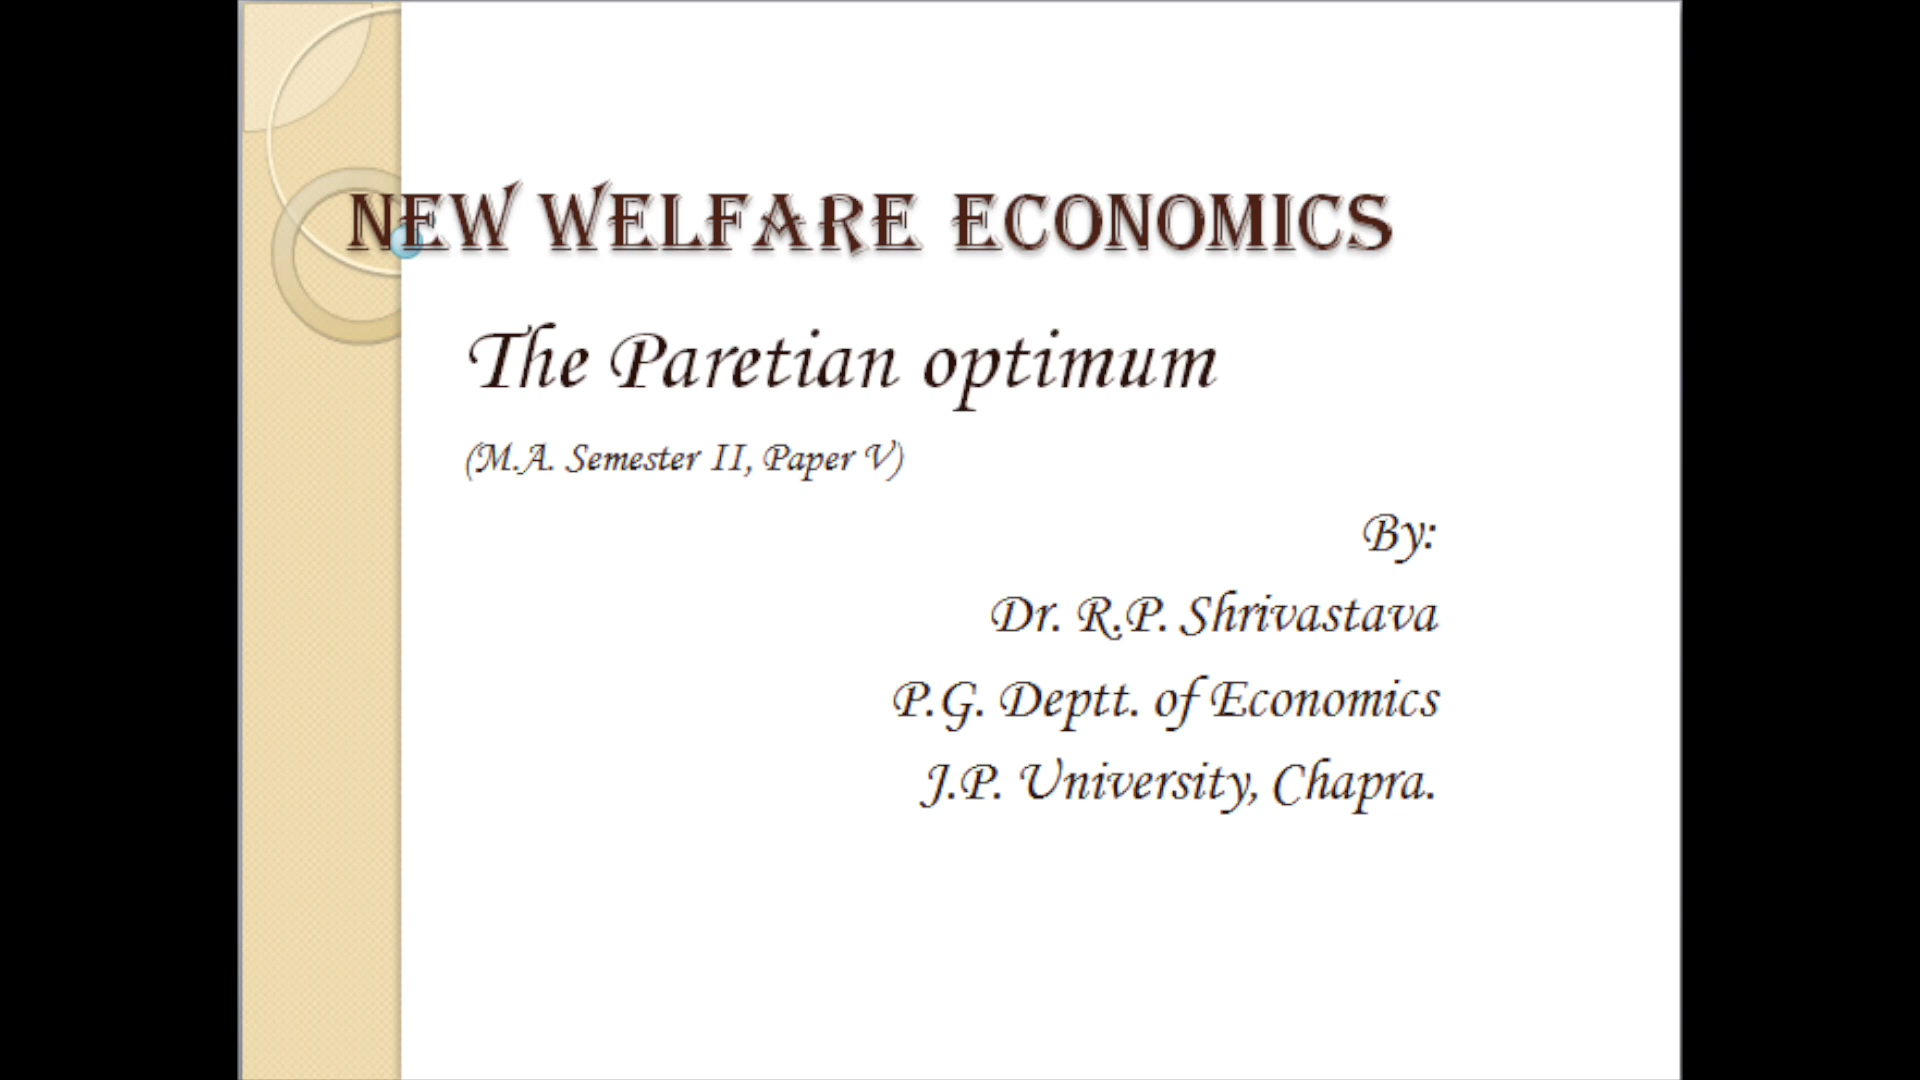 NEW WELFARE ECONOMICS
The Paretian optimum
(M.A. Semester II, Paper V)
By:
Dr. R.P. Shrivastava
P.G. Deptt. of Economics
J.P. University, Chapra.